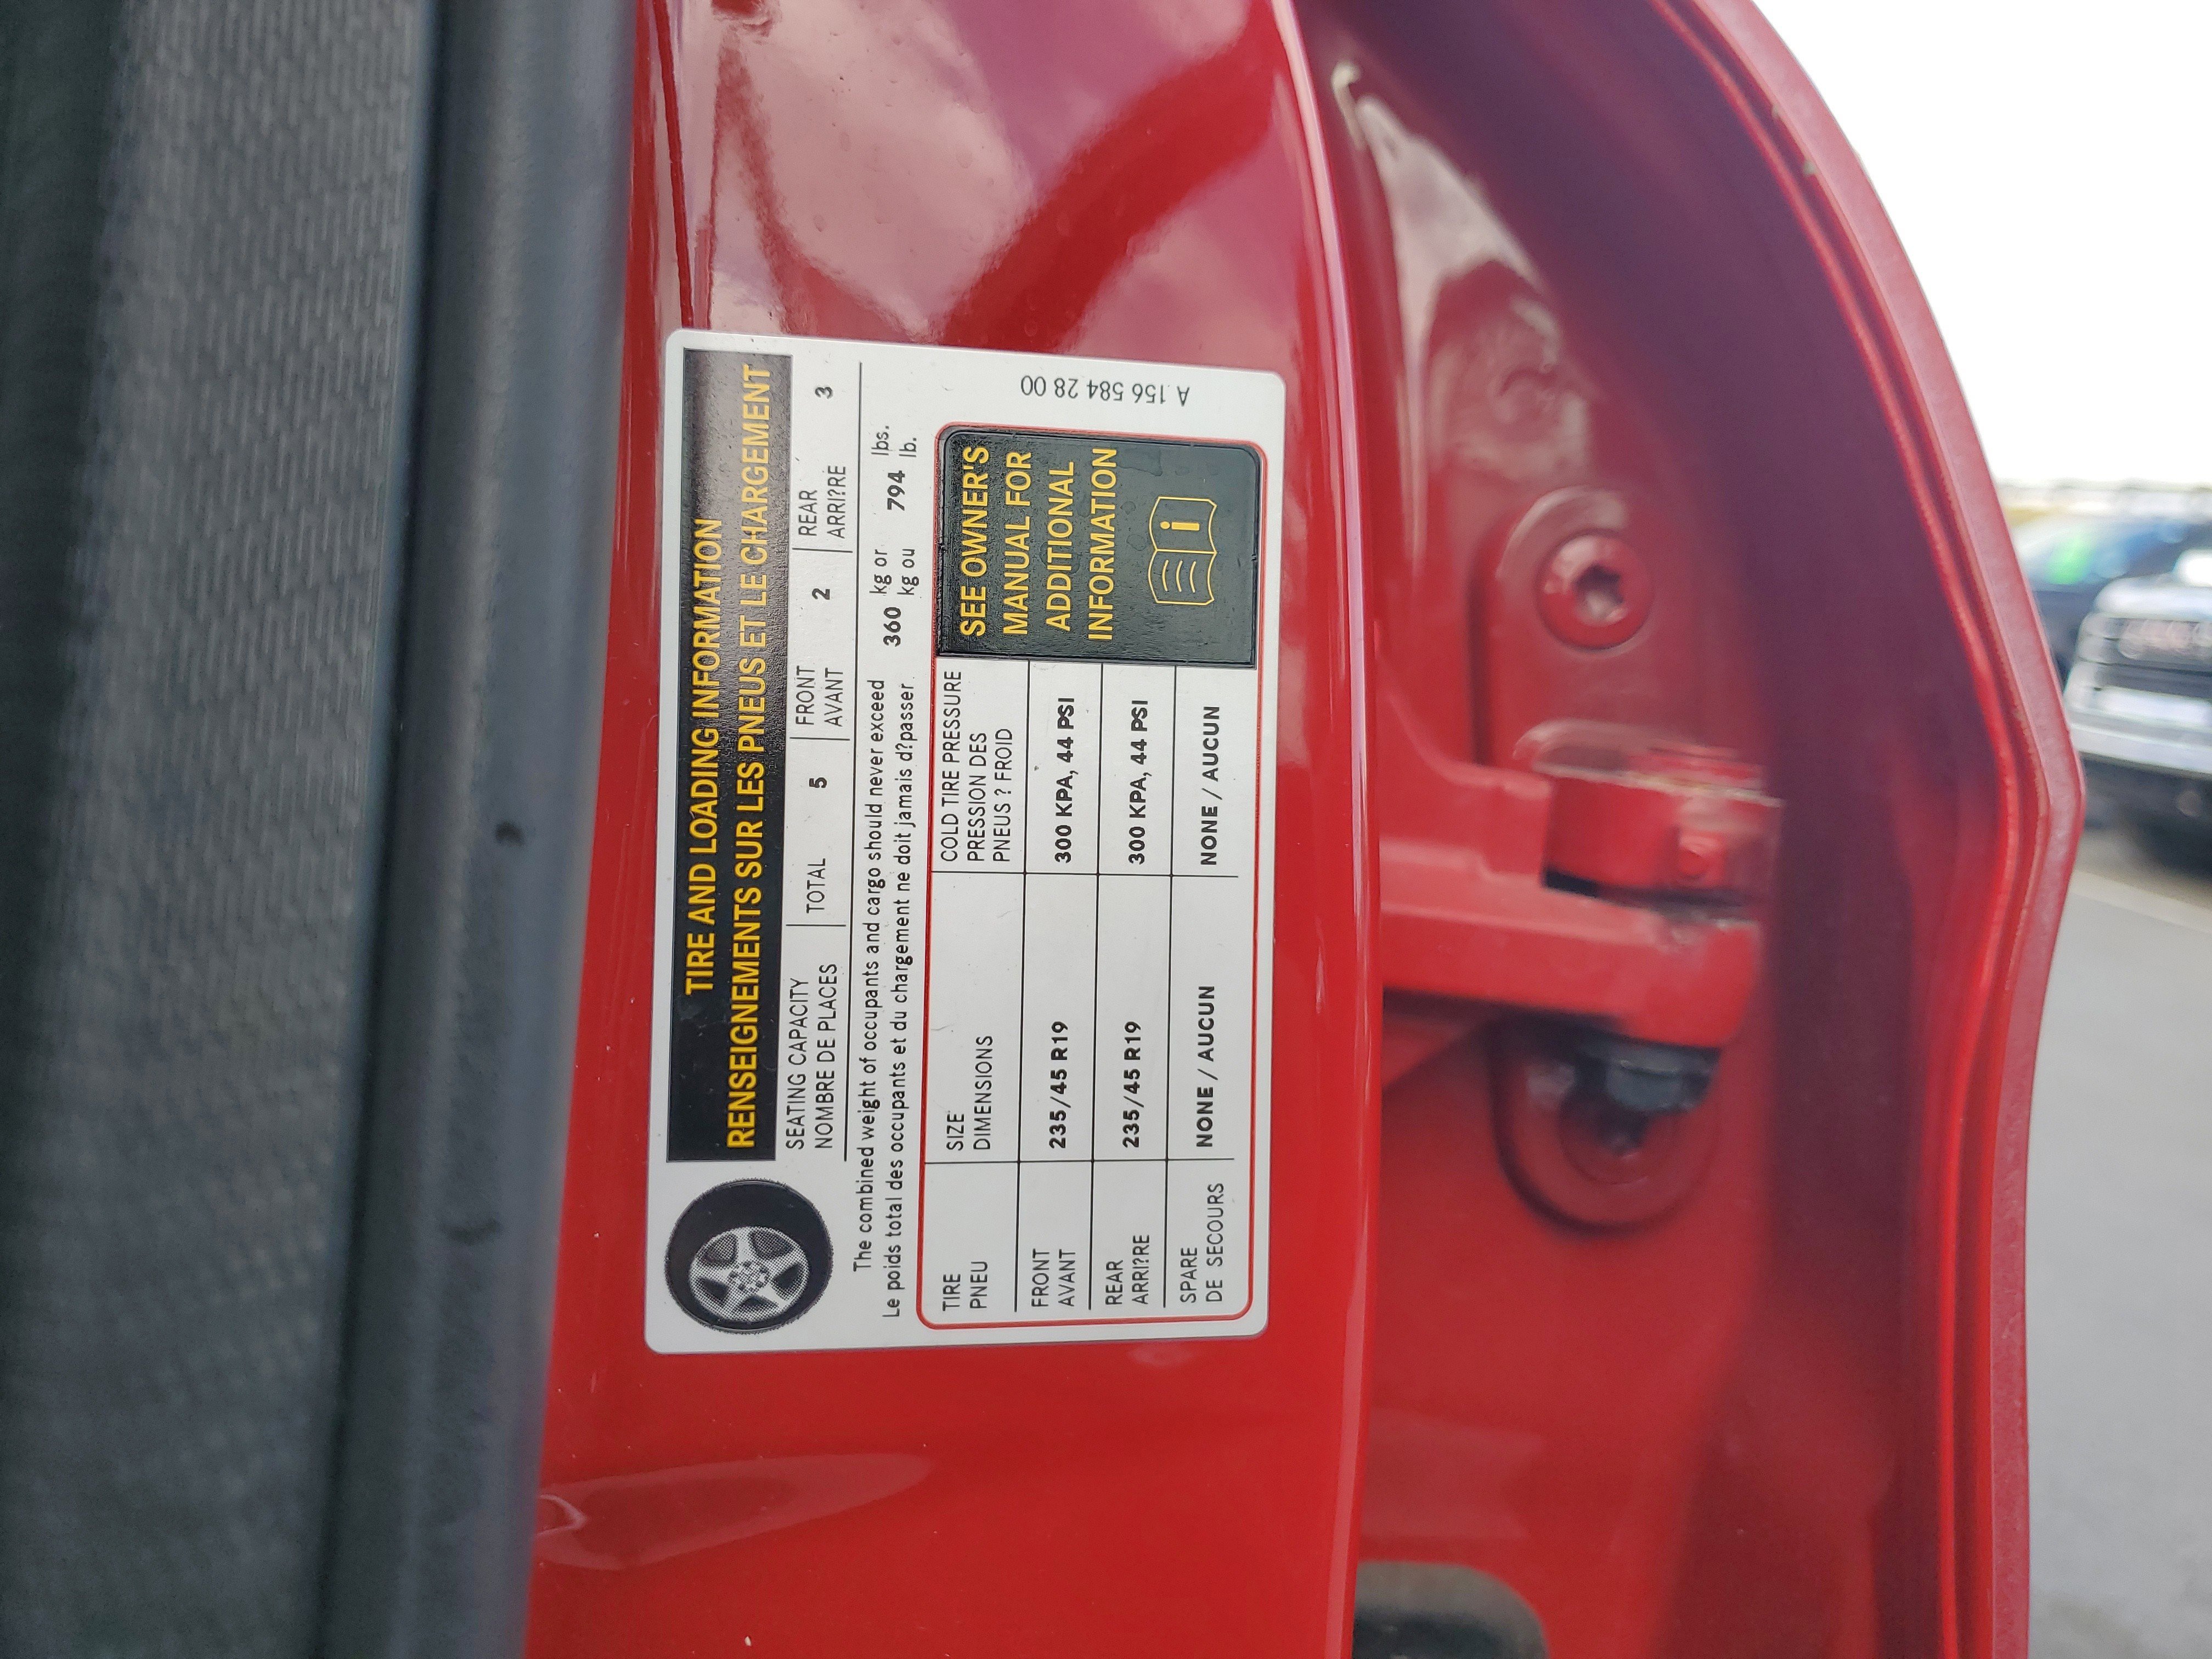 TIRE AND LOADING INFORMATION
RENSEIGNEMENTS SUR LES PNEUS ET LE CHARGEMENT
SEATING CAPACITY | TOTAL 5 | FRONT 2 | REAR 3
NOMBRE DE PLACES AVANT ARRI?RE
The combined weight of occupants and cargo should never exceed 360 kg or 794 lbs.
Le poids total des occupants et du chargement ne doit jamais d?passer kg ou lb.
TIRE SIZE COLD TIRE PRESSURE
PNEU DIMENSIONS PRESSION DES
PNEUS ? FROID
FRONT 235/45 R19 300 KPA, 44 PSI
AVANT
REAR 235/45 R19 300 KPA, 44 PSI
ARRI?RE
SPARE NONE / AUCUN NONE / AUCUN
DE SECOURS
SEE OWNER'S
MANUAL FOR
ADDITIONAL
INFORMATION
i
A 156 584 28 00